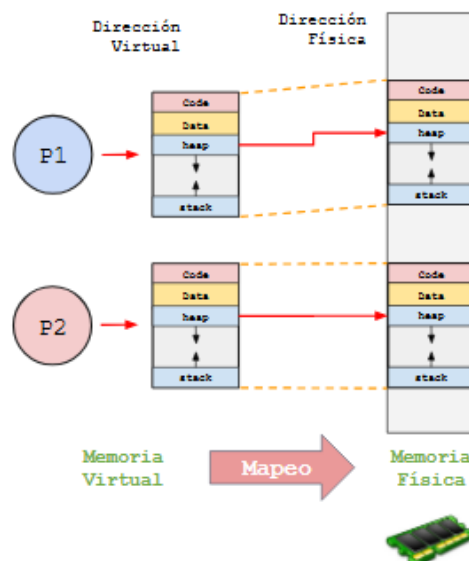 Dirección
Virtual
Dirección
Física
Code
Data
heap
stack
Code
Data
heap
stack
P1
Code
Data
heap
stack
Code
Data
heap
stack
P2
Memoria
Virtual
Mapeo
Memoria
Física